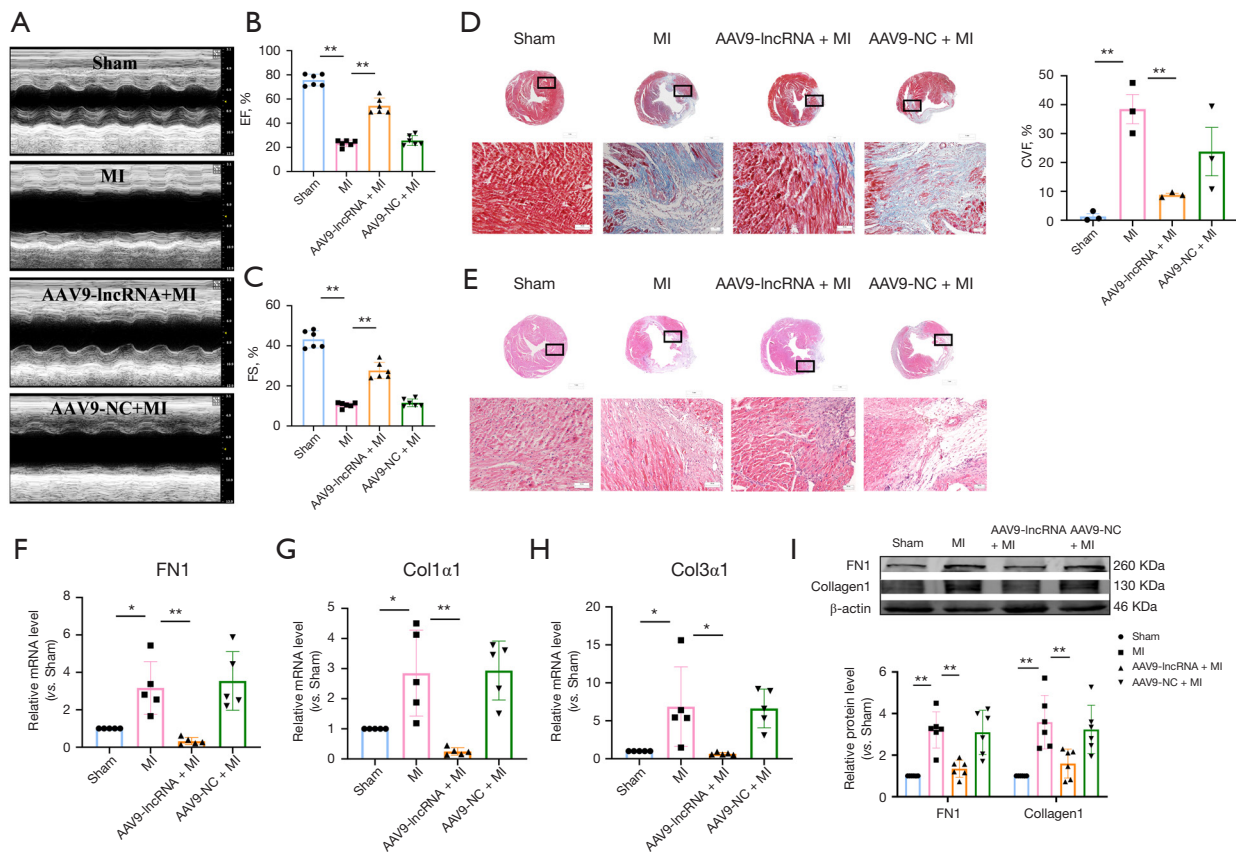 A
Sham
MI
AAV9-lncRNA+MI
AAV9-NC+MI
B
EF, %
100
80
60
40
20
0
**
**
Sham
MI
AAV9-lncRNA + MI
AAV9-NC + MI
C
FS, %
60
40
20
0
**
**
Sham
MI
AAV9-lncRNA + MI
AAV9-NC + MI
D
Sham
MI
AAV9-lncRNA + MI
AAV9-NC + MI
CVF, %
50
40
30
20
10
0
**
**
Sham
MI
AAV9-lncRNA + MI
AAV9-NC + MI
E
Sham
MI
AAV9-lncRNA + MI
AAV9-NC + MI
F
FN1
Relative mRNA level
(vs. Sham)
8
6
4
2
0
*
**
Sham
MI
AAV9-lncRNA + MI
AAV9-NC + MI
G
Col1α1
Relative mRNA level
(vs. Sham)
5
4
3
2
1
0
*
**
Sham
MI
AAV9-lncRNA + MI
AAV9-NC + MI
H
Col3α1
Relative mRNA level
(vs. Sham)
20
15
10
5
0
*
*
Sham
MI
AAV9-lncRNA + MI
AAV9-NC + MI
I
Sham
MI
AAV9-lncRNA
+ MI
AAV9-NC
+ MI
FN1
260 KDa
Collagen1
130 KDa
β-actin
46 KDa
Sham
MI
AAV9-lncRNA + MI
AAV9-NC + MI
Relative protein level
(vs. Sham)
8
6
4
2
0
**
**
**
**
FN1
Collagen1